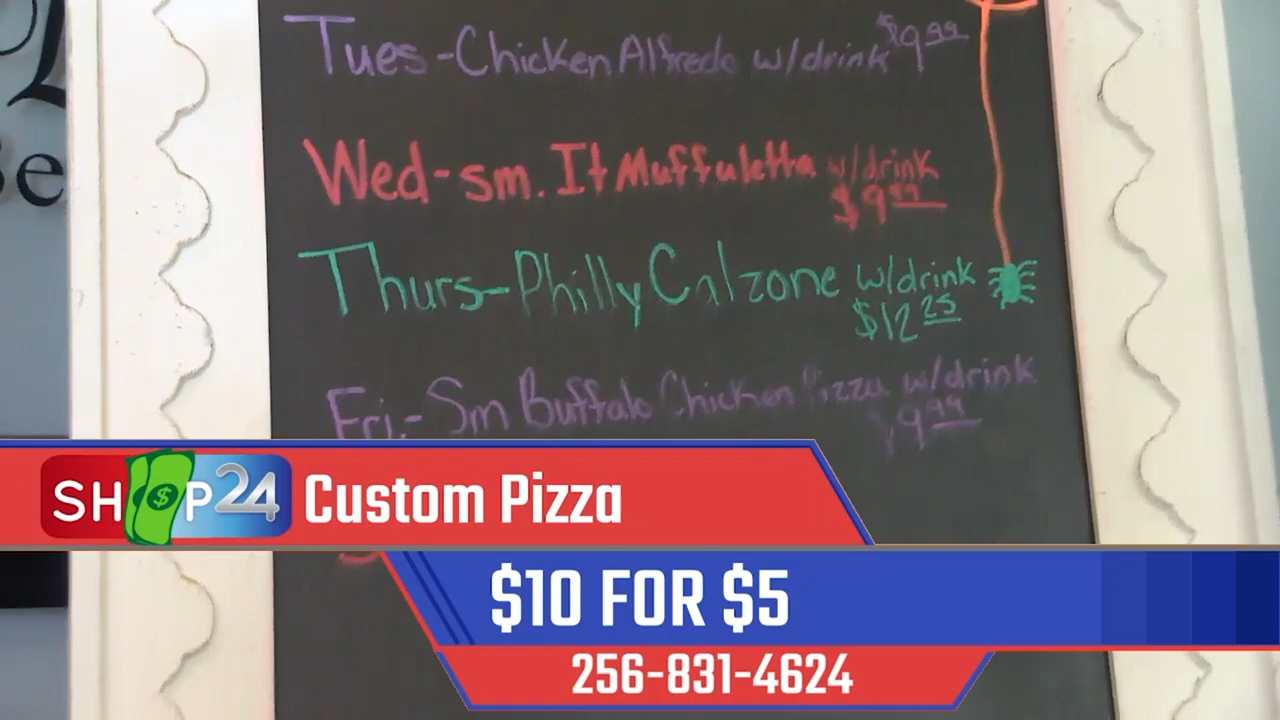 Tues-Chicken Alfredo w/drink $9.99
Be
Wed-sm. It Muffuletta w/drink
$9.99
Thurs-Philly Calzone w/drink
$12.25
Fri.- Sm Buffalo Chicken Pizza w/drink
$9.99
SHOP24 Custom Pizza
$10 FOR $5
256-831-4624